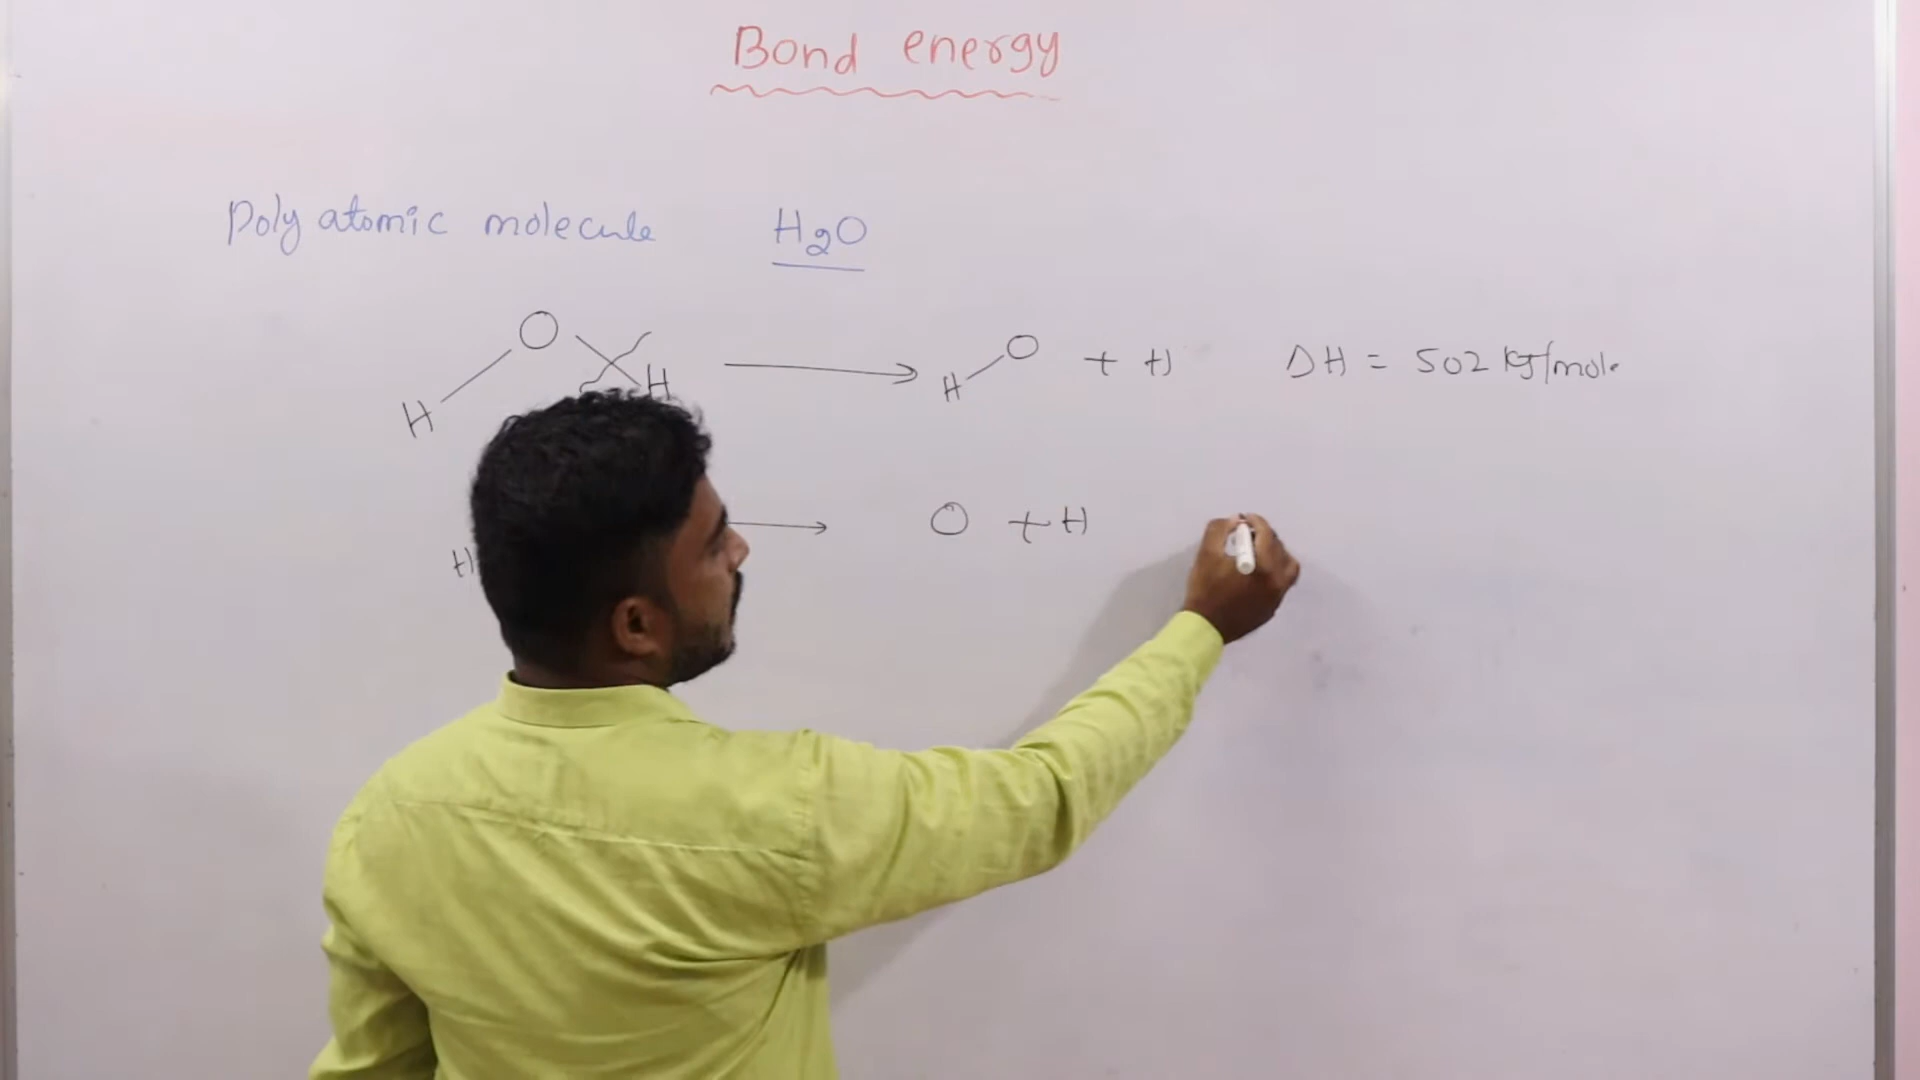 Bond energy
Poly atomic molecule H2O
H O H → H O + H ΔH = 502 kJ/mole
H → O + H